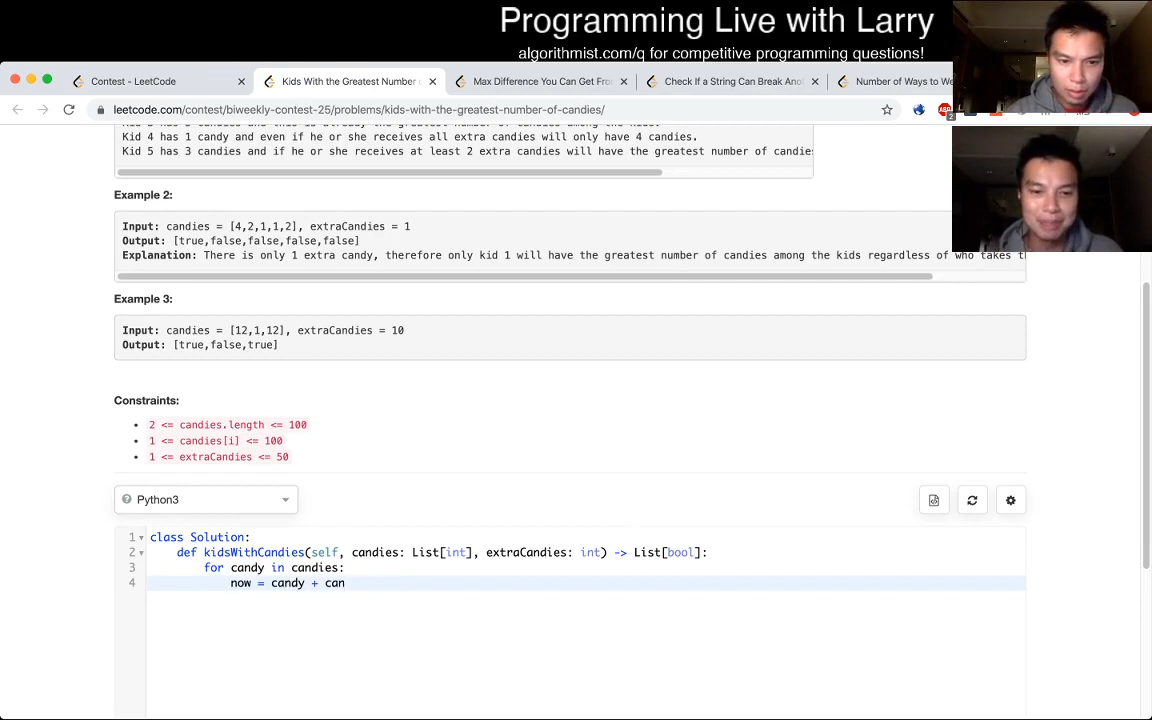 Programming Live with Larry
algorithmist.com/q for competitive programming questions!
Contest - LeetCode
Kids With the Greatest Number
Max Difference You Can Get Fro
Check If a String Can Break Ano
Number of Ways to We
leetcode.com/contest/biweekly-contest-25/problems/kids-with-the-greatest-number-of-candies/
Kid 4 has 1 candy and even if he or she receives all extra candies will only have 4 candies.
Kid 5 has 3 candies and if he or she receives at least 2 extra candies will have the greatest number of candie
Example 2:
Input: candies = [4,2,1,1,2], extraCandies = 1
Output: [true,false,false,false,false]
Explanation: There is only 1 extra candy, therefore only kid 1 will have the greatest number of candies among the kids regardless of who takes t
Example 3:
Input: candies = [12,1,12], extraCandies = 10
Output: [true,false,true]
Constraints:
2 <= candies.length <= 100
1 <= candies[i] <= 100
1 <= extraCandies <= 50
Python3
1 class Solution:
2 def kidsWithCandies(self, candies: List[int], extraCandies: int) -> List[bool]:
3 for candy in candies:
4 now = candy + can